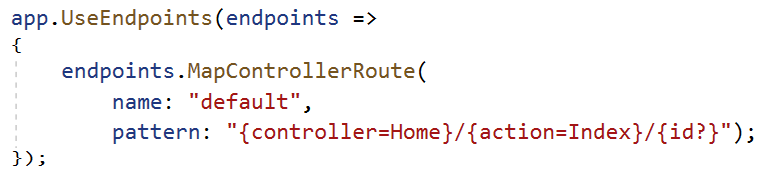 app.UseEndpoints(endpoints =>
{
    endpoints.MapControllerRoute(
        name: "default",
        pattern: "{controller=Home}/{action=Index}/{id?}");
});